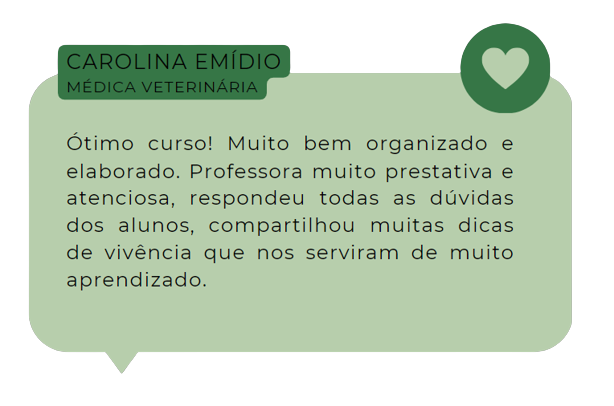 CAROLINA EMÍDIO
MÉDICA VETERINÁRIA
Ótimo curso! Muito bem organizado e
elaborado. Professora muito prestativa e
atenciosa, respondeu todas as dúvidas
dos alunos, compartilhou muitas dicas
de vivência que nos serviram de muito
aprendizado.